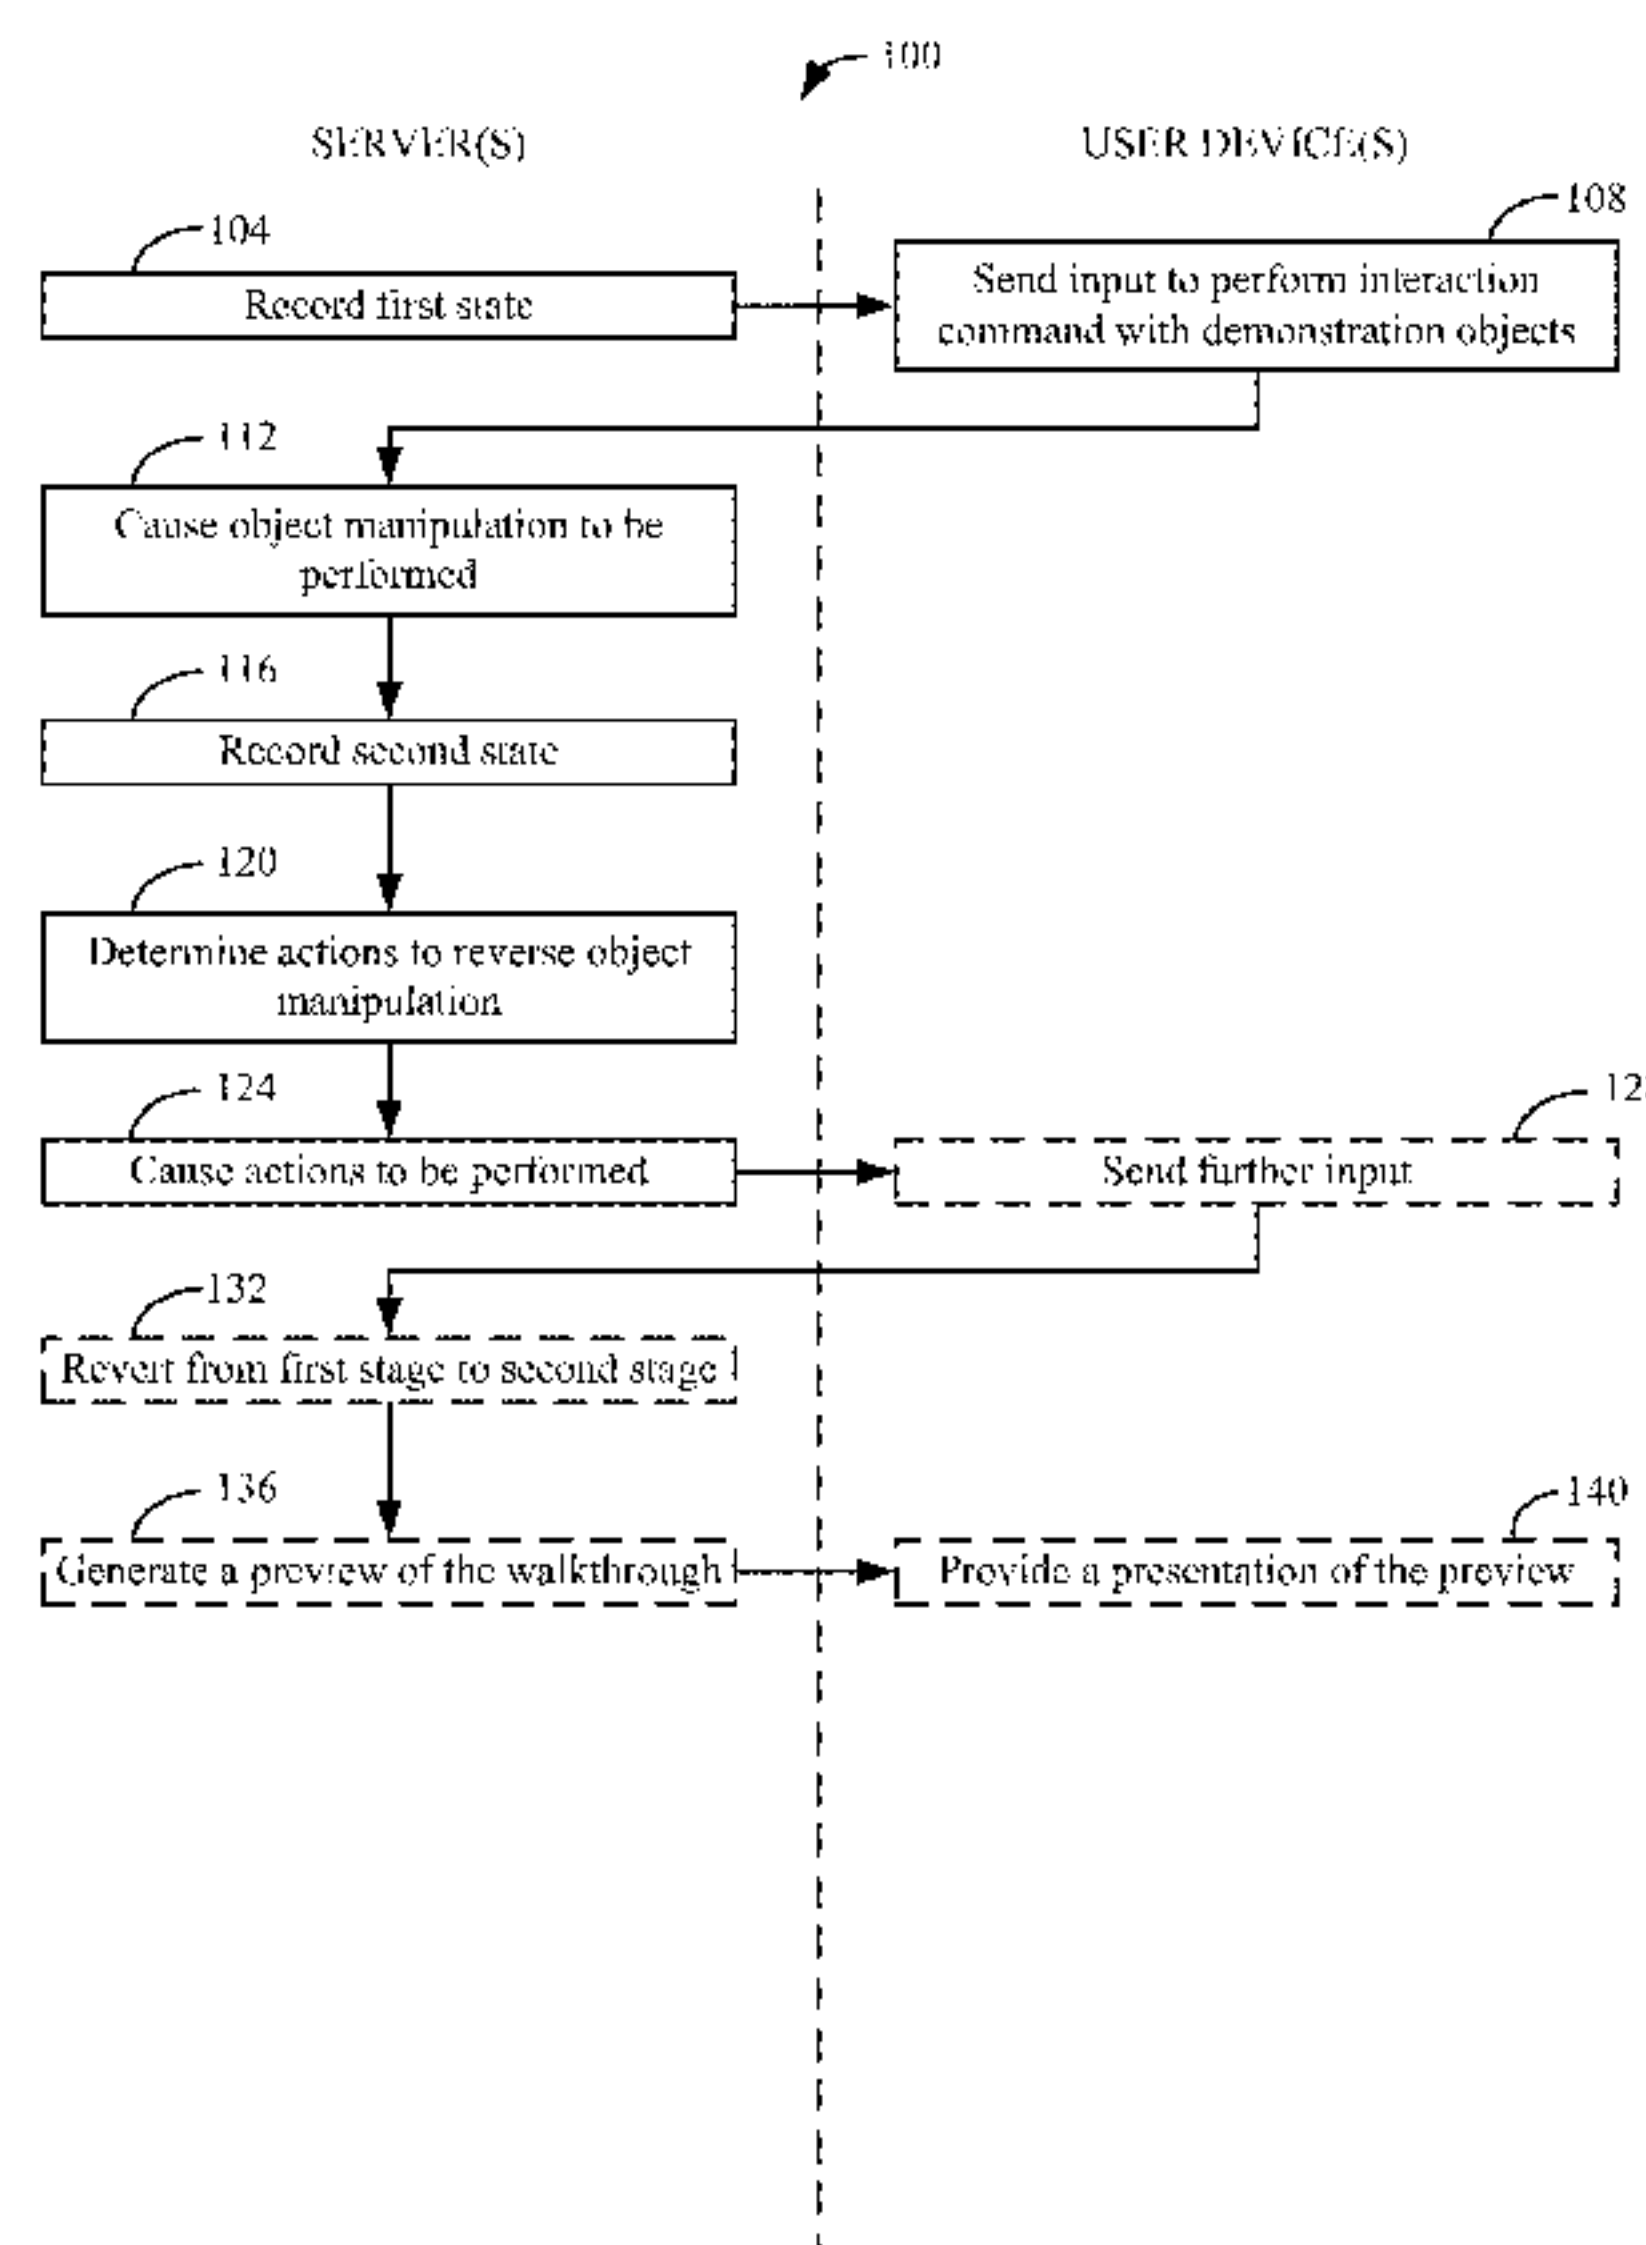 100
SERVER(S)
USER DEVICE(S)
104
Record first state
108
Send input to perform interaction
command with demonstration objects
112
Cause object manipulation to be
performed
116
Record second state
120
Determine actions to reverse object
manipulation
124
Cause actions to be performed
Send further input
132
Revert from first stage to second stage
136
Generate a preview of the walkthrough
140
Provide a presentation of the preview